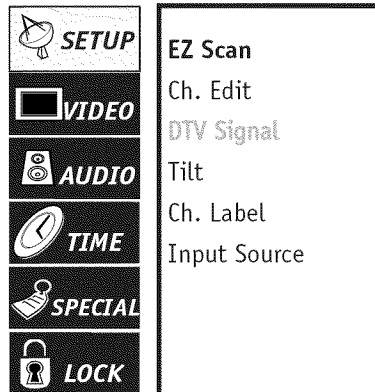 SETUP
VIDEO
AUDIO
TIME
SPECIAL
LOCK
EZ Scan
Ch. Edit
DTV Signal
Tilt
Ch. Label
Input Source